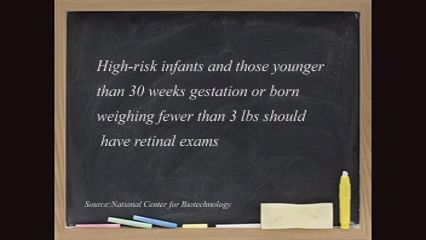 High-risk infants and those younger
than 30 weeks gestation or born
weighing fewer than 3 lbs should
have retinal exams
Source:National Center for Biotechnology